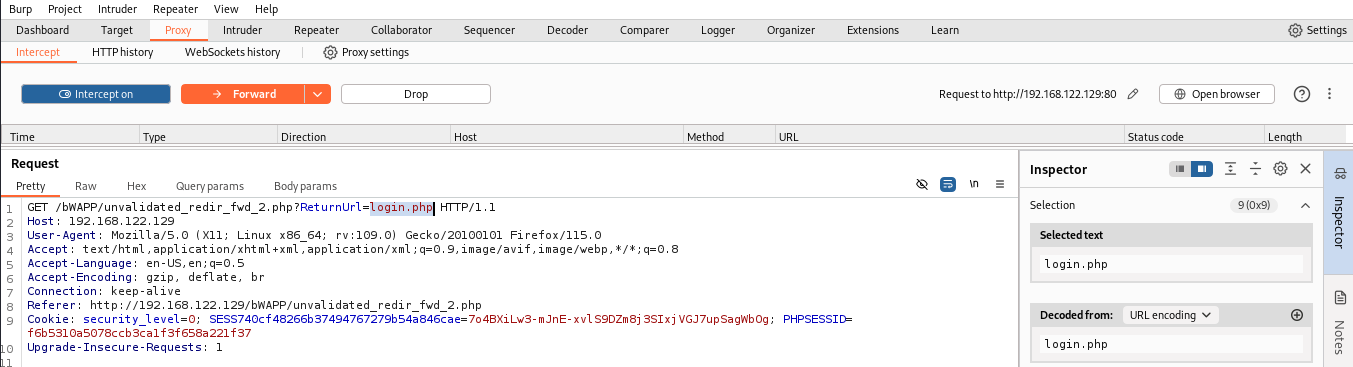 Burp Project Intruder Repeater View Help
Dashboard Target Proxy Intruder Repeater Collaborator Sequencer Decoder Comparer Logger Organizer Extensions Learn Settings
Intercept HTTP history WebSockets history Proxy settings
Intercept on Forward Drop Request to http://192.168.122.129:80 Open browser
Time Type Direction Host Method URL Status code Length
Request
Pretty Raw Hex Query params Body params \n
1 GET /bWAPP/unvalidated_redir_fwd_2.php?ReturnUrl=login.php HTTP/1.1
2 Host: 192.168.122.129
3 User-Agent: Mozilla/5.0 (X11; Linux x86_64; rv:109.0) Gecko/20100101 Firefox/115.0
4 Accept: text/html,application/xhtml+xml,application/xml;q=0.9,image/avif,image/webp,*/*;q=0.8
5 Accept-Language: en-US,en;q=0.5
6 Accept-Encoding: gzip, deflate, br
7 Connection: keep-alive
8 Referer: http://192.168.122.129/bWAPP/unvalidated_redir_fwd_2.php
9 Cookie: security_level=0; SESS740cf48266b37494767279b54a846cae=7o4BXiLw3-mJnE-xvlS9DZm8j3SIxjVGJ7upSagWbOg; PHPSESSID=
f6b5310a5078ccb3ca1f3f658a221f37
10 Upgrade-Insecure-Requests: 1
11
Inspector
Selection 9 (0x9)
Selected text
login.php
Decoded from: URL encoding
login.php
Inspector
Notes